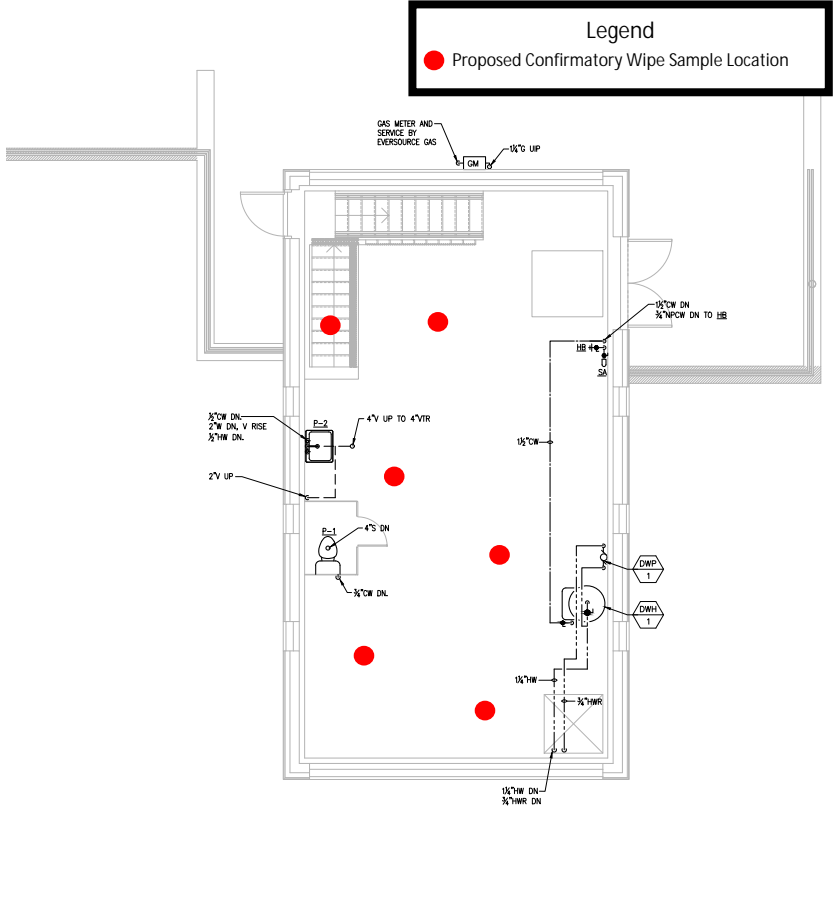 Legend
Proposed Confirmatory Wipe Sample Location
GAS METER AND
SERVICE BY
EVERSOURCE GAS
GM
1¼"G UP
1½"CW DN
¾"NPCW DN TO HB
HB
SA
½"CW DN.
2"W DN, V RISE
½"HW DN.
P-2
4"V UP TO 4"VTR
1½"CW
2"V UP
P-1
4"S DN
DWP
1
¾"CW DN.
DWH
1
1¼"HW
¾"HWR
1¼"HW DN
¾"HWR DN